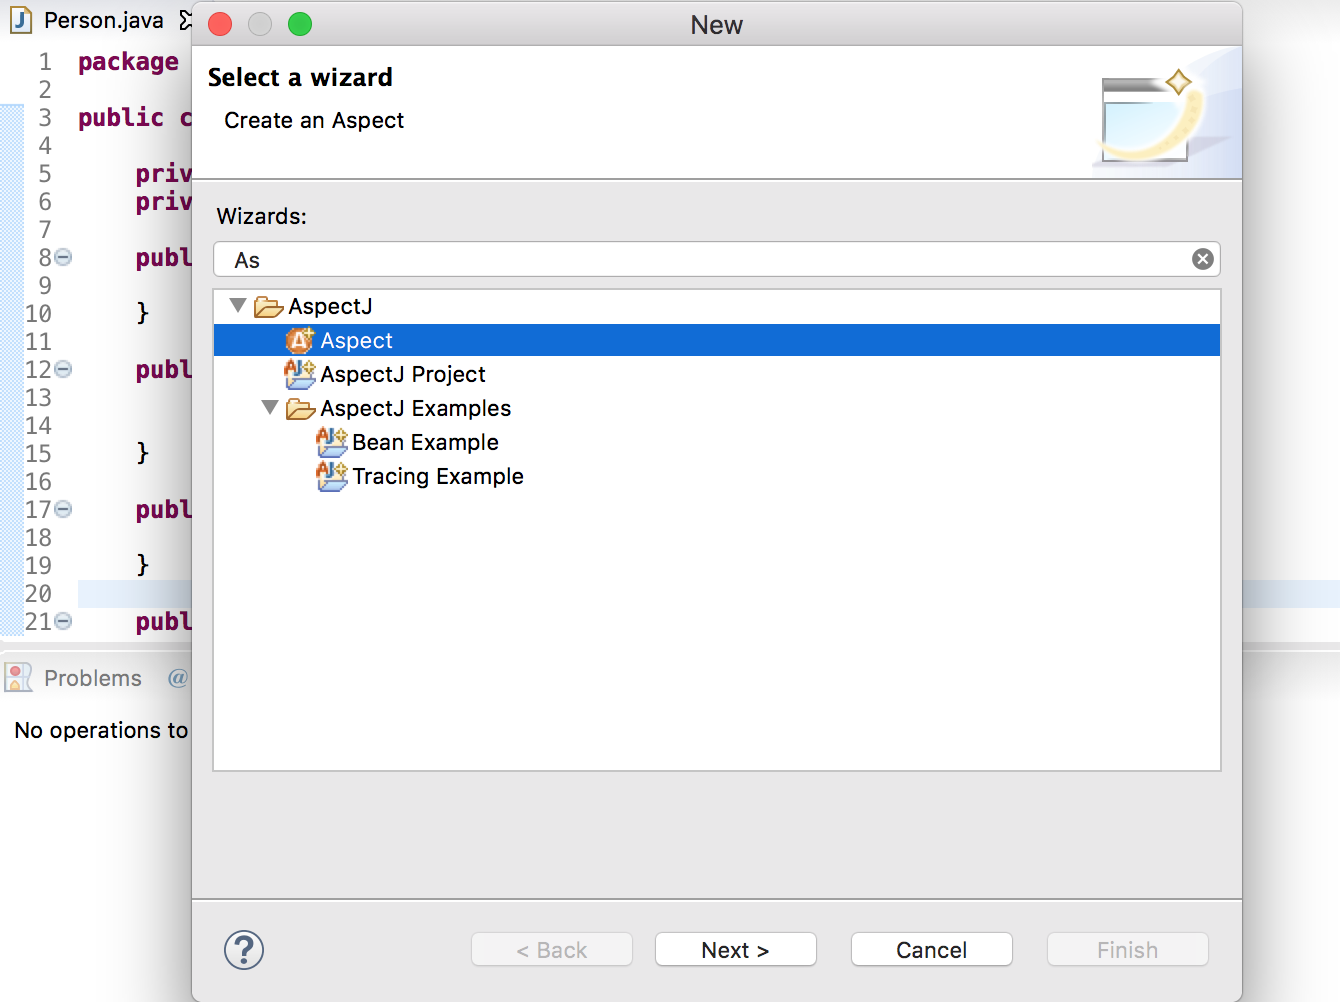 Person.java
New
Select a wizard
Create an Aspect
Wizards:
As
AspectJ
Aspect
AspectJ Project
AspectJ Examples
Bean Example
Tracing Example
< Back
Next >
Cancel
Finish
1 package
2
3 public c
4
5 priv
6 priv
7
8 publ
9
10 }
11
12 publ
13
14
15 }
16
17 publ
18
19 }
20
21 publ
Problems @
No operations to